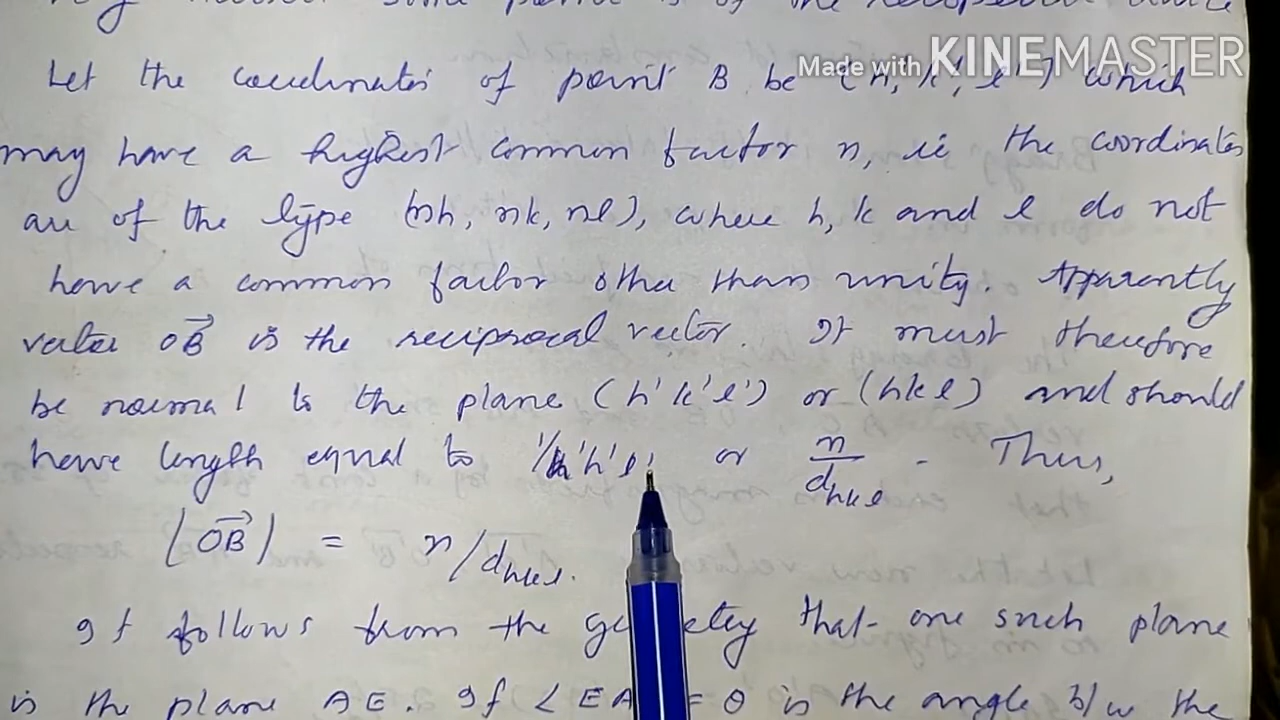 Made with KINEMASTER
Let the coordinates of point B be (h', k', l') which
may have a highest common factor n, ie the coordinates
are of the type (nh, nk, nl), where h, k and l do not
have a common factor other than unity. Apparently
vector OB is the reciprocal vector. It must therefore
be normal to the plane (h'k'l') or (hkl) and should
have length equal to 1/h'l' or n/dhkl. Thus,
|OB| = n/dhkl.
It follows from the that one such plane
is the plane AE. If ∠EA = θ is the angle b/w the